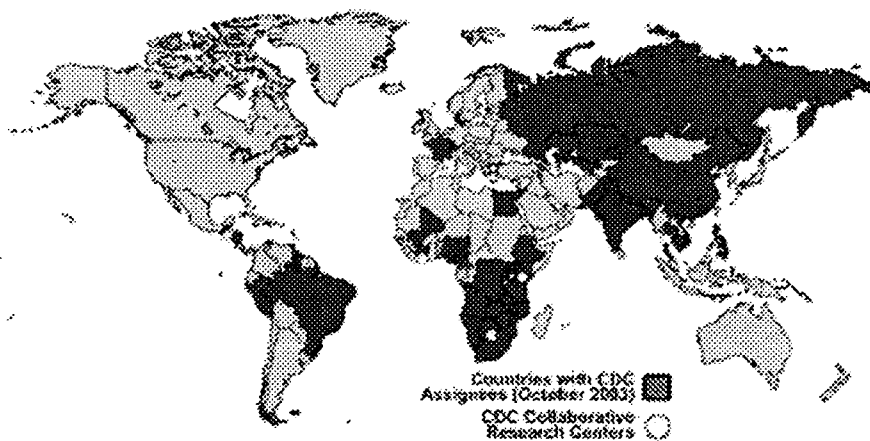 Countries with CDC
Assignees (October 2003)
CDC Collaborative
Research Centers